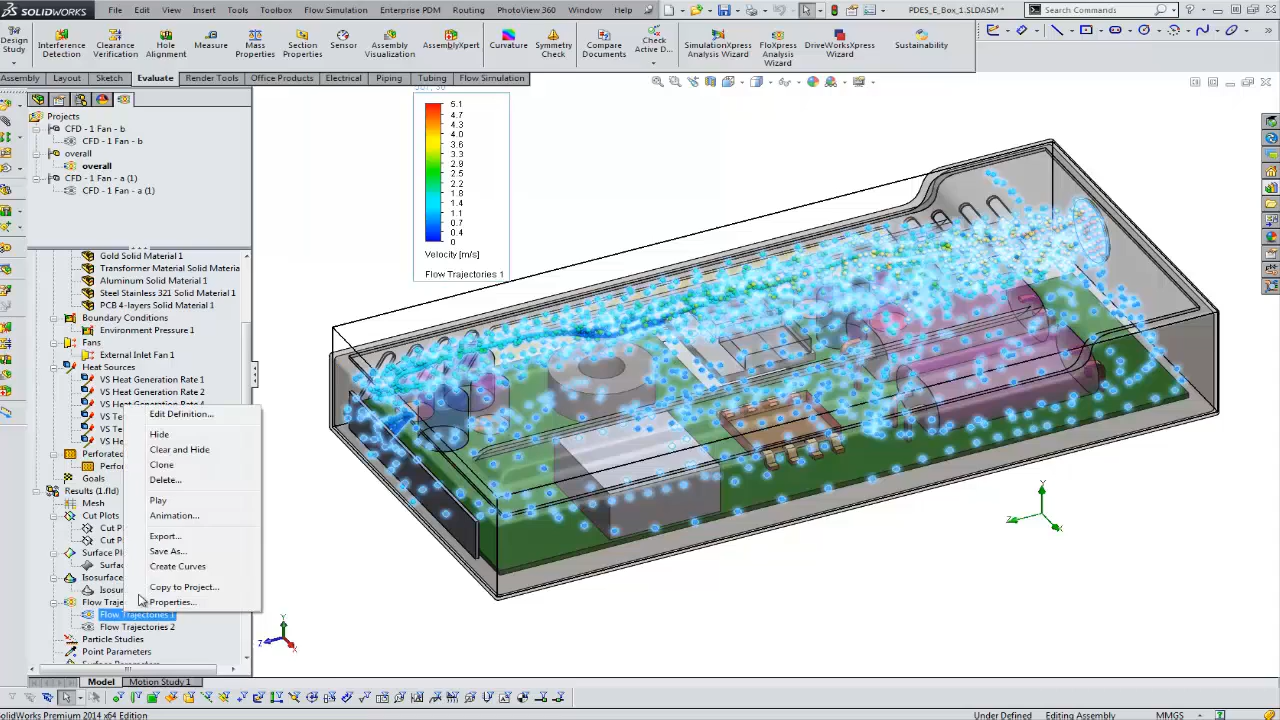 SOLIDWORKS File Edit View Insert Tools Toolbox Flow Simulation Enterprise PDM Routing PhotoView 360 Window Help PDES_E_Box_1.SLDASM * Search Commands
Design Study
Interference Detection
Clearance Verification
Hole Alignment
Measure
Mass Properties
Section Properties
Sensor
Assembly Visualization
AssemblyXpert
Curvature
Symmetry Check
Compare Documents
Check Active D...
SimulationXpress Analysis Wizard
FloXpress Analysis Wizard
DriveWorksXpress Wizard
Sustainability
Assembly Layout Sketch Evaluate Render Tools Office Products Electrical Piping Tubing Flow Simulation
Projects
CFD - 1 Fan - b
CFD - 1 Fan - b
overall
overall
CFD - 1 Fan - a (1)
CFD - 1 Fan - a (1)
Gold Solid Material 1
Transformer Material Solid Materia
Aluminum Solid Material 1
Steel Stainless 321 Solid Material 1
PCB 4-layers Solid Material 1
Boundary Conditions
Environment Pressure 1
Fans
External Inlet Fan 1
Heat Sources
VS Heat Generation Rate 1
VS Heat Generation Rate 2
VS Heat Generation Rate 4
VS Te
VS Te
VS He
Perforated
Perfor
Goals
Results (1.fld)
Mesh
Cut Plots
Cut P
Cut P
Surface Pl
Surfac
Isosurface
Isosur
Flow Traje
Flow Trajectories 1
Flow Trajectories 2
Particle Studies
Point Parameters
Edit Definition...
Hide
Clear and Hide
Clone
Delete...
Play
Animation...
Export...
Save As...
Create Curves
Copy to Project...
Properties...
5.1
4.7
4.3
4.0
3.6
3.3
2.9
2.5
2.2
1.8
1.4
1.1
0.7
0.4
0
Velocity [m/s]
Flow Trajectories 1
Y
Z
X
Y
Z
X
Model Motion Study 1
SolidWorks Premium 2014 x64 Edition Under Defined Editing Assembly MMGS